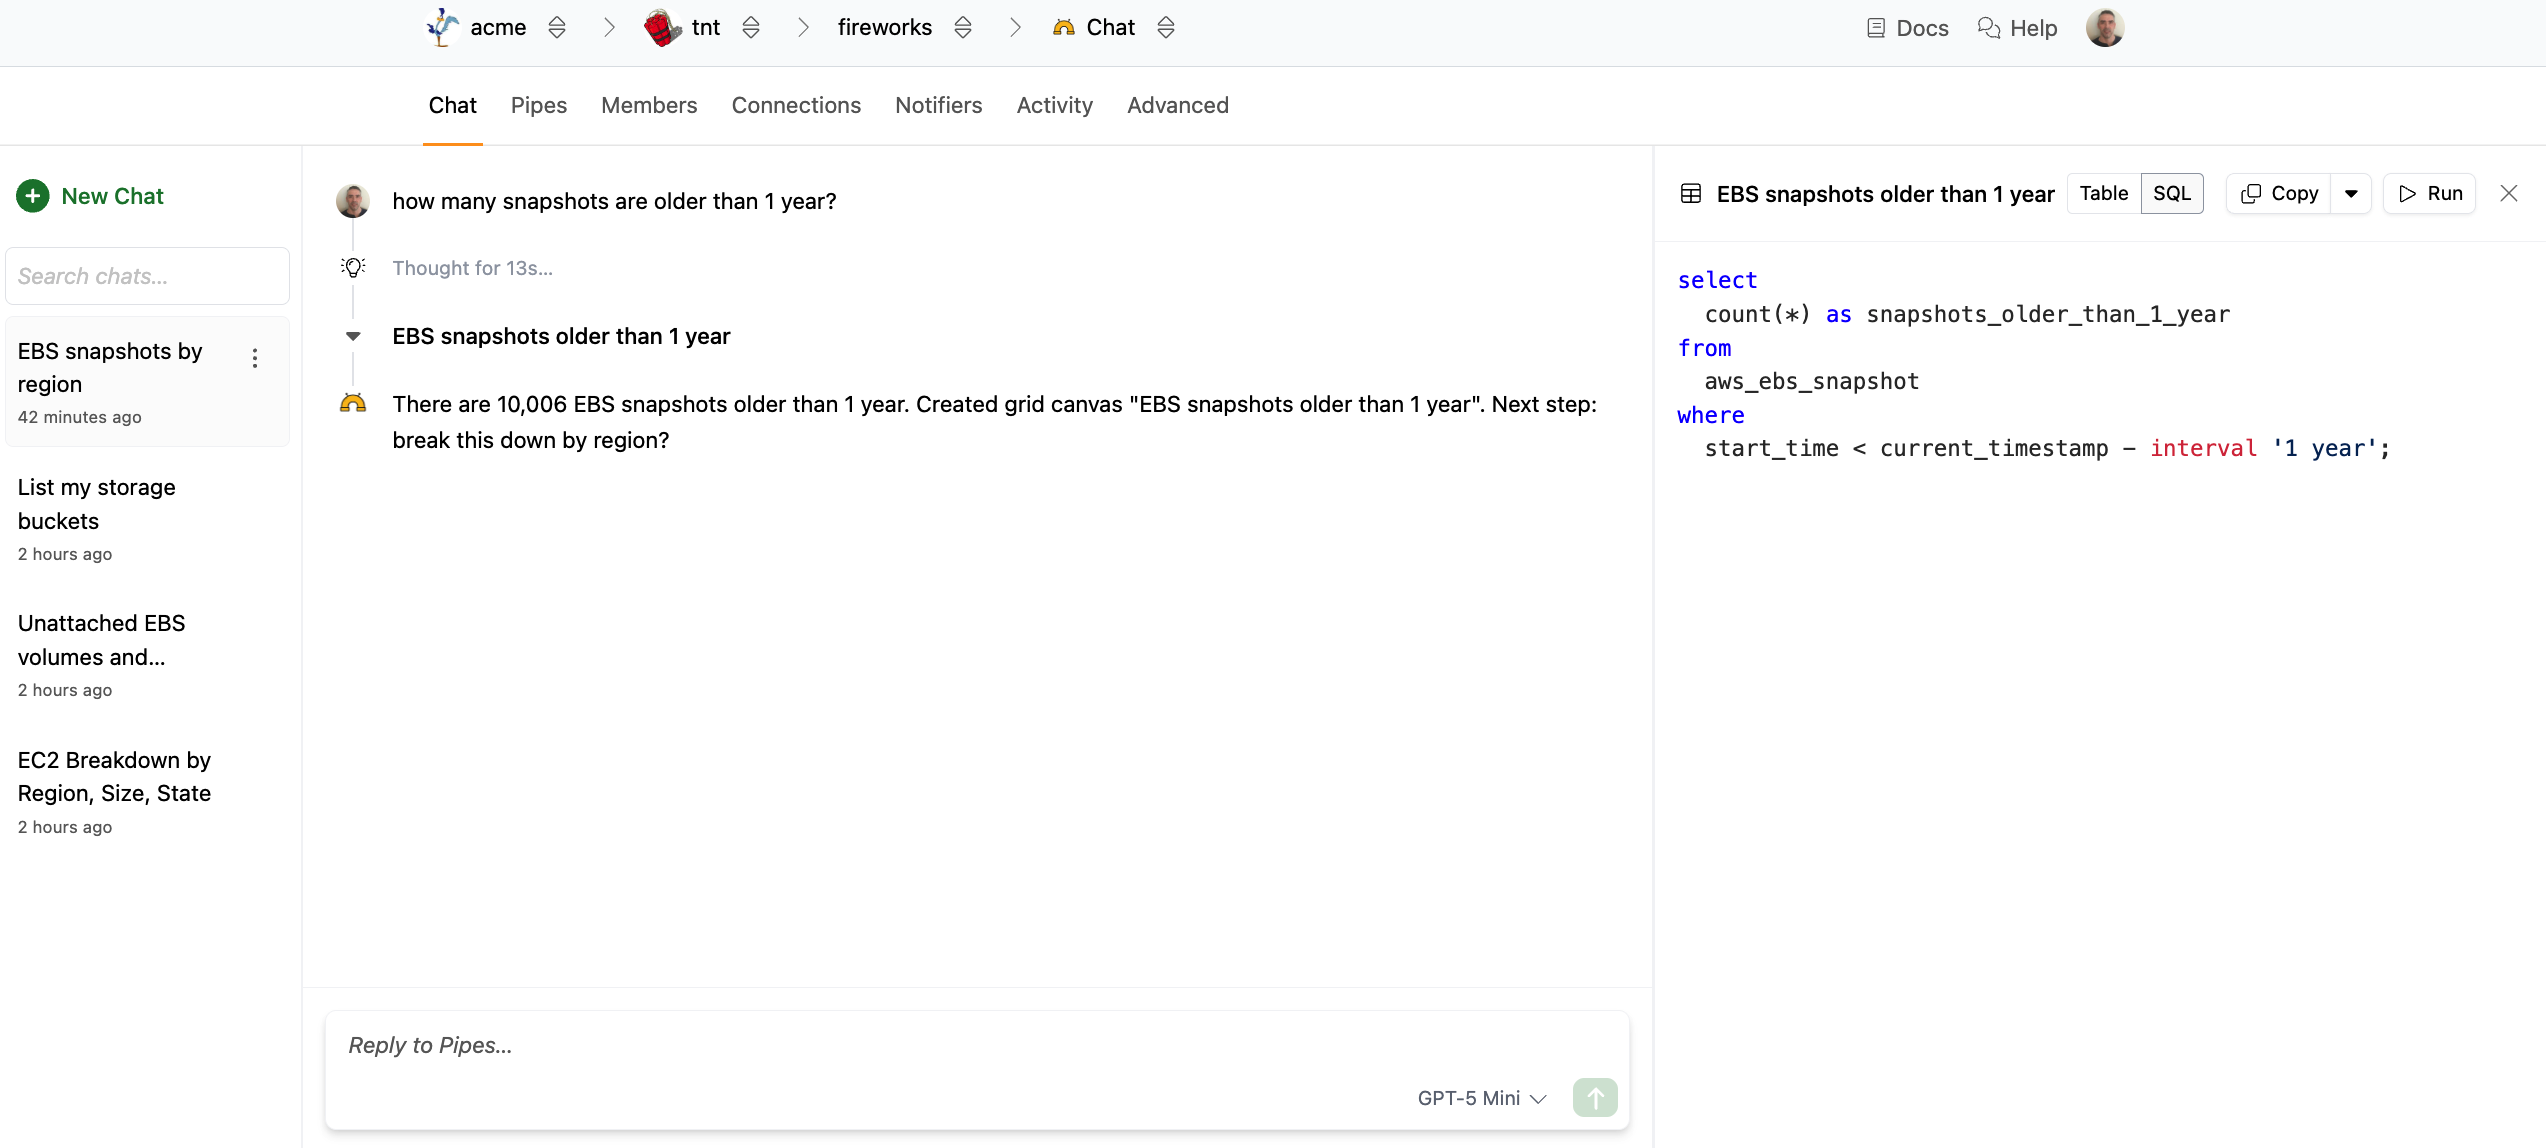 acme tnt fireworks Chat Docs Help
Chat Pipes Members Connections Notifiers Activity Advanced
New Chat
Search chats...
EBS snapshots by
region
42 minutes ago
List my storage
buckets
2 hours ago
Unattached EBS
volumes and...
2 hours ago
EC2 Breakdown by
Region, Size, State
2 hours ago
how many snapshots are older than 1 year?
Thought for 13s...
EBS snapshots older than 1 year
There are 10,006 EBS snapshots older than 1 year. Created grid canvas "EBS snapshots older than 1 year". Next step:
break this down by region?
Reply to Pipes...
GPT-5 Mini
EBS snapshots older than 1 year Table SQL Copy Run
select
count(*) as snapshots_older_than_1_year
from
aws_ebs_snapshot
where
start_time < current_timestamp - interval '1 year';